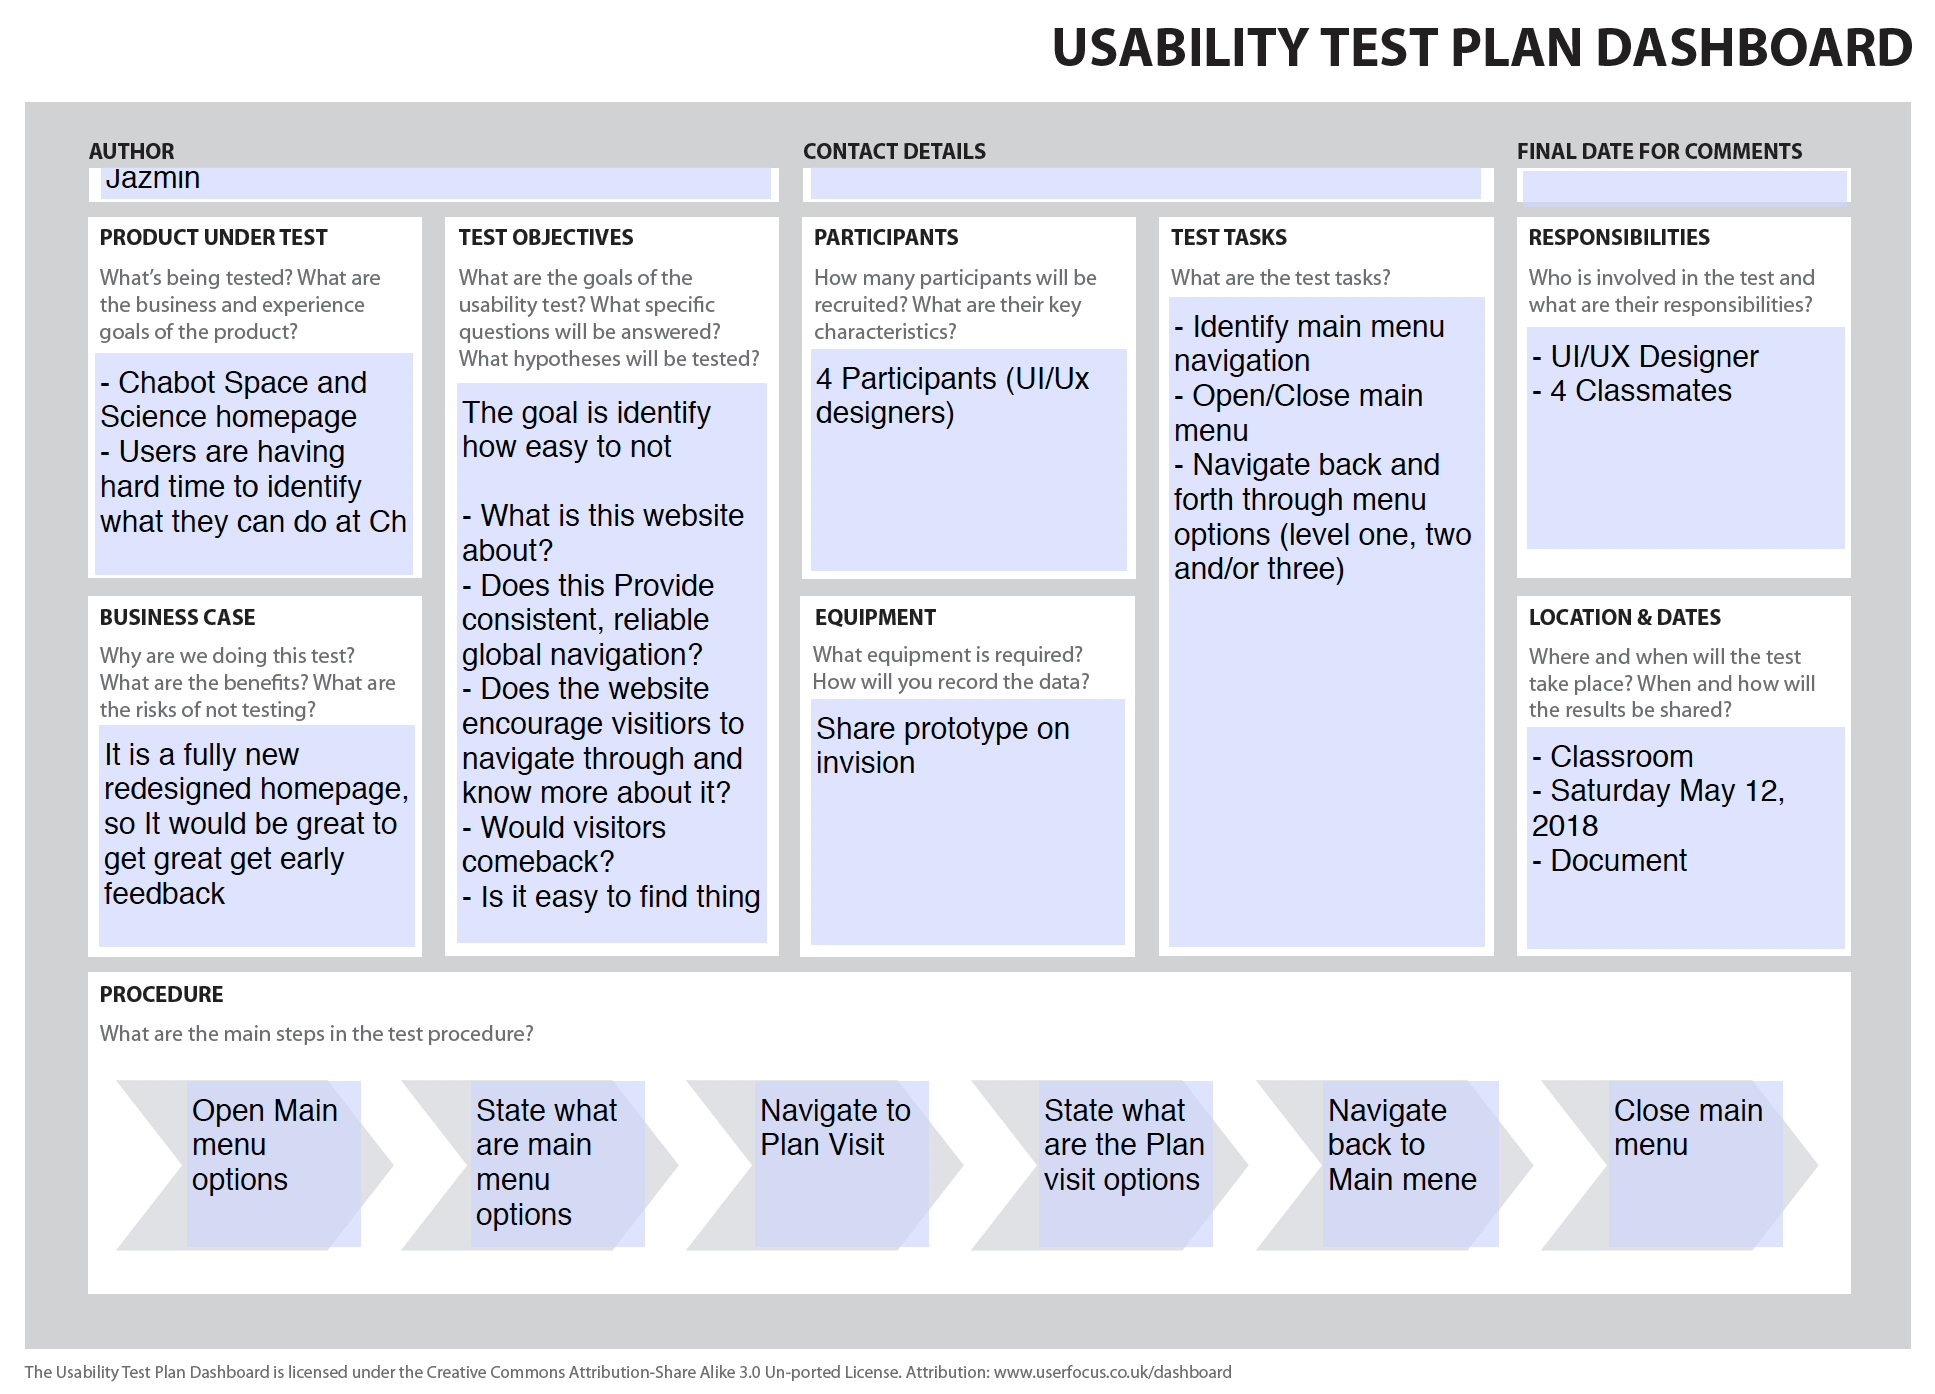 USABILITY TEST PLAN DASHBOARD
AUTHOR
Jazmin
CONTACT DETAILS
FINAL DATE FOR COMMENTS
PRODUCT UNDER TEST
What's being tested? What are
the business and experience
goals of the product?
- Chabot Space and
Science homepage
- Users are having
hard time to identify
what they can do at Ch
BUSINESS CASE
Why are we doing this test?
What are the benefits? What are
the risks of not testing?
It is a fully new
redesigned homepage,
so It would be great to
get great get early
feedback
TEST OBJECTIVES
What are the goals of the
usability test? What specific
questions will be answered?
What hypotheses will be tested?
The goal is identify
how easy to not
- What is this website
about?
- Does this Provide
consistent, reliable
global navigation?
- Does the website
encourage visitiors to
navigate through and
know more about it?
- Would visitors
comeback?
- Is it easy to find thing
PARTICIPANTS
How many participants will be
recruited? What are their key
characteristics?
4 Participants (UI/Ux
designers)
EQUIPMENT
What equipment is required?
How will you record the data?
Share prototype on
invision
TEST TASKS
What are the test tasks?
- Identify main menu
navigation
- Open/Close main
menu
- Navigate back and
forth through menu
options (level one, two
and/or three)
RESPONSIBILITIES
Who is involved in the test and
what are their responsibilities?
- UI/UX Designer
- 4 Classmates
LOCATION & DATES
Where and when will the test
take place? When and how will
the results be shared?
- Classroom
- Saturday May 12,
2018
- Document
PROCEDURE
What are the main steps in the test procedure?
Open Main
menu
options
State what
are main
menu
options
Navigate to
Plan Visit
State what
are the Plan
visit options
Navigate
back to
Main mene
Close main
menu
The Usability Test Plan Dashboard is licensed under the Creative Commons Attribution-Share Alike 3.0 Un-ported License. Attribution: www.userfocus.co.uk/dashboard